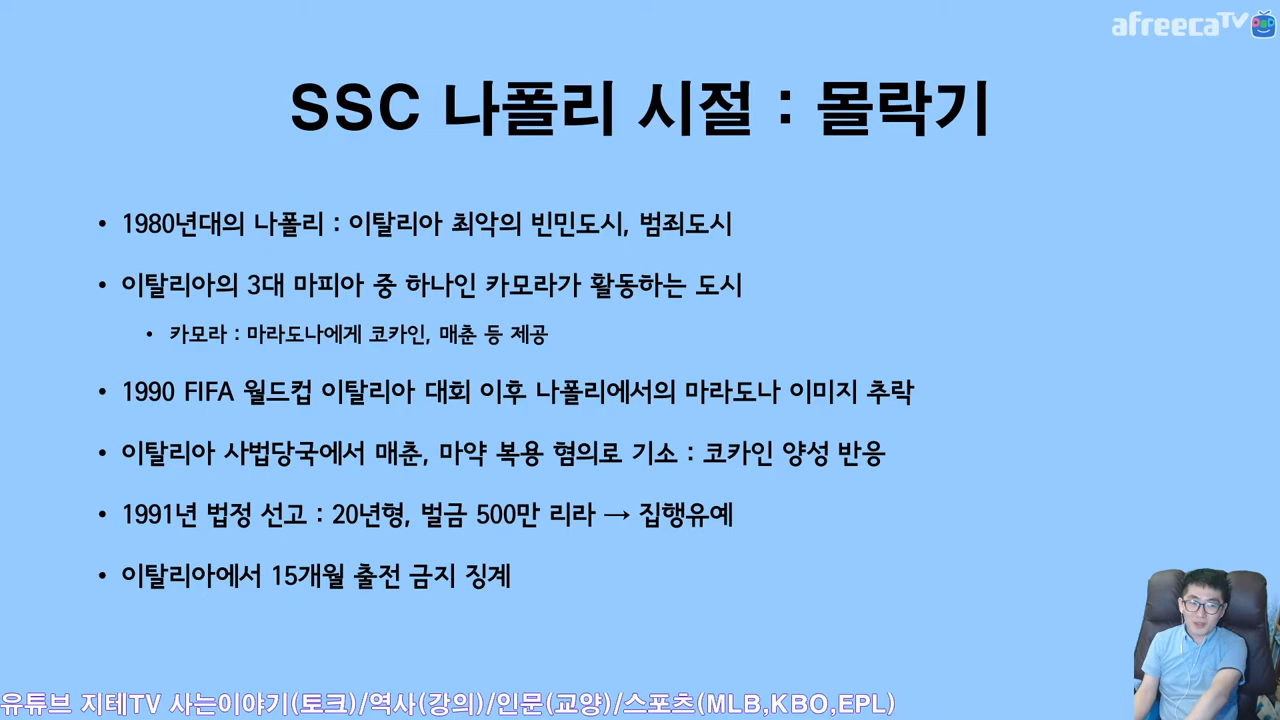 afreecaTV
SSC 나폴리 시절 : 몰락기
• 1980년대의 나폴리 : 이탈리아 최악의 빈민도시, 범죄도시
• 이탈리아의 3대 마피아 중 하나인 카모라가 활동하는 도시
• 카모라 : 마라도나에게 코카인, 매춘 등 제공
• 1990 FIFA 월드컵 이탈리아 대회 이후 나폴리에서의 마라도나 이미지 추락
• 이탈리아 사법당국에서 매춘, 마약 복용 혐의로 기소 : 코카인 양성 반응
• 1991년 법정 선고 : 20년형, 벌금 500만 리라 → 집행유예
• 이탈리아에서 15개월 출전 금지 징계
유튜브 지테TV 사는이야기(토크)/역사(강의)/인문(교양)/스포츠(MLB,KBO,EPL)